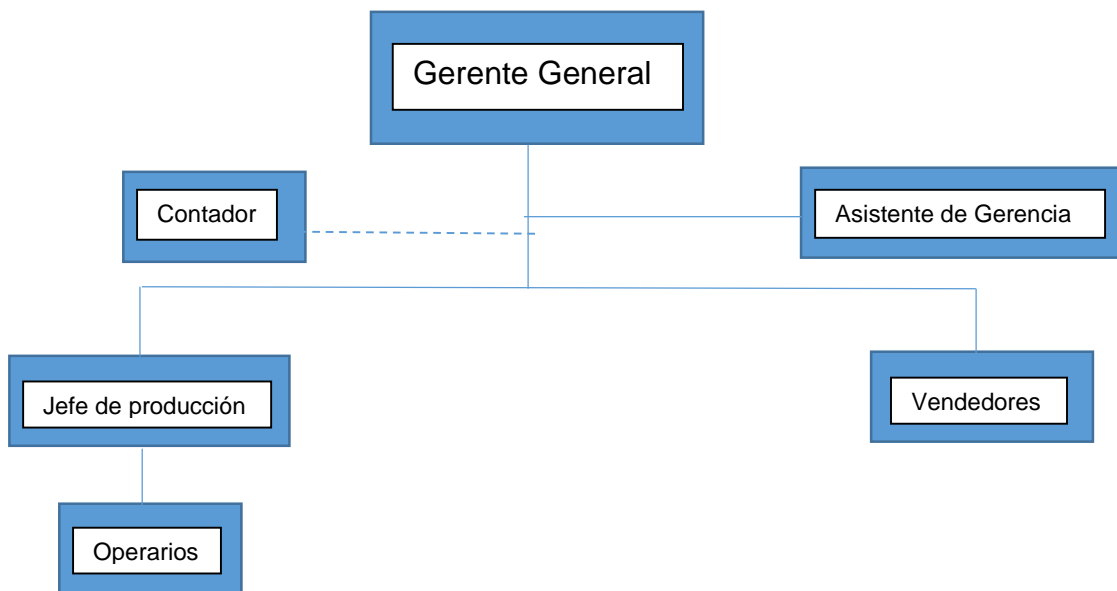 Gerente General
Contador
Asistente de Gerencia
Jefe de producción
Vendedores
Operarios